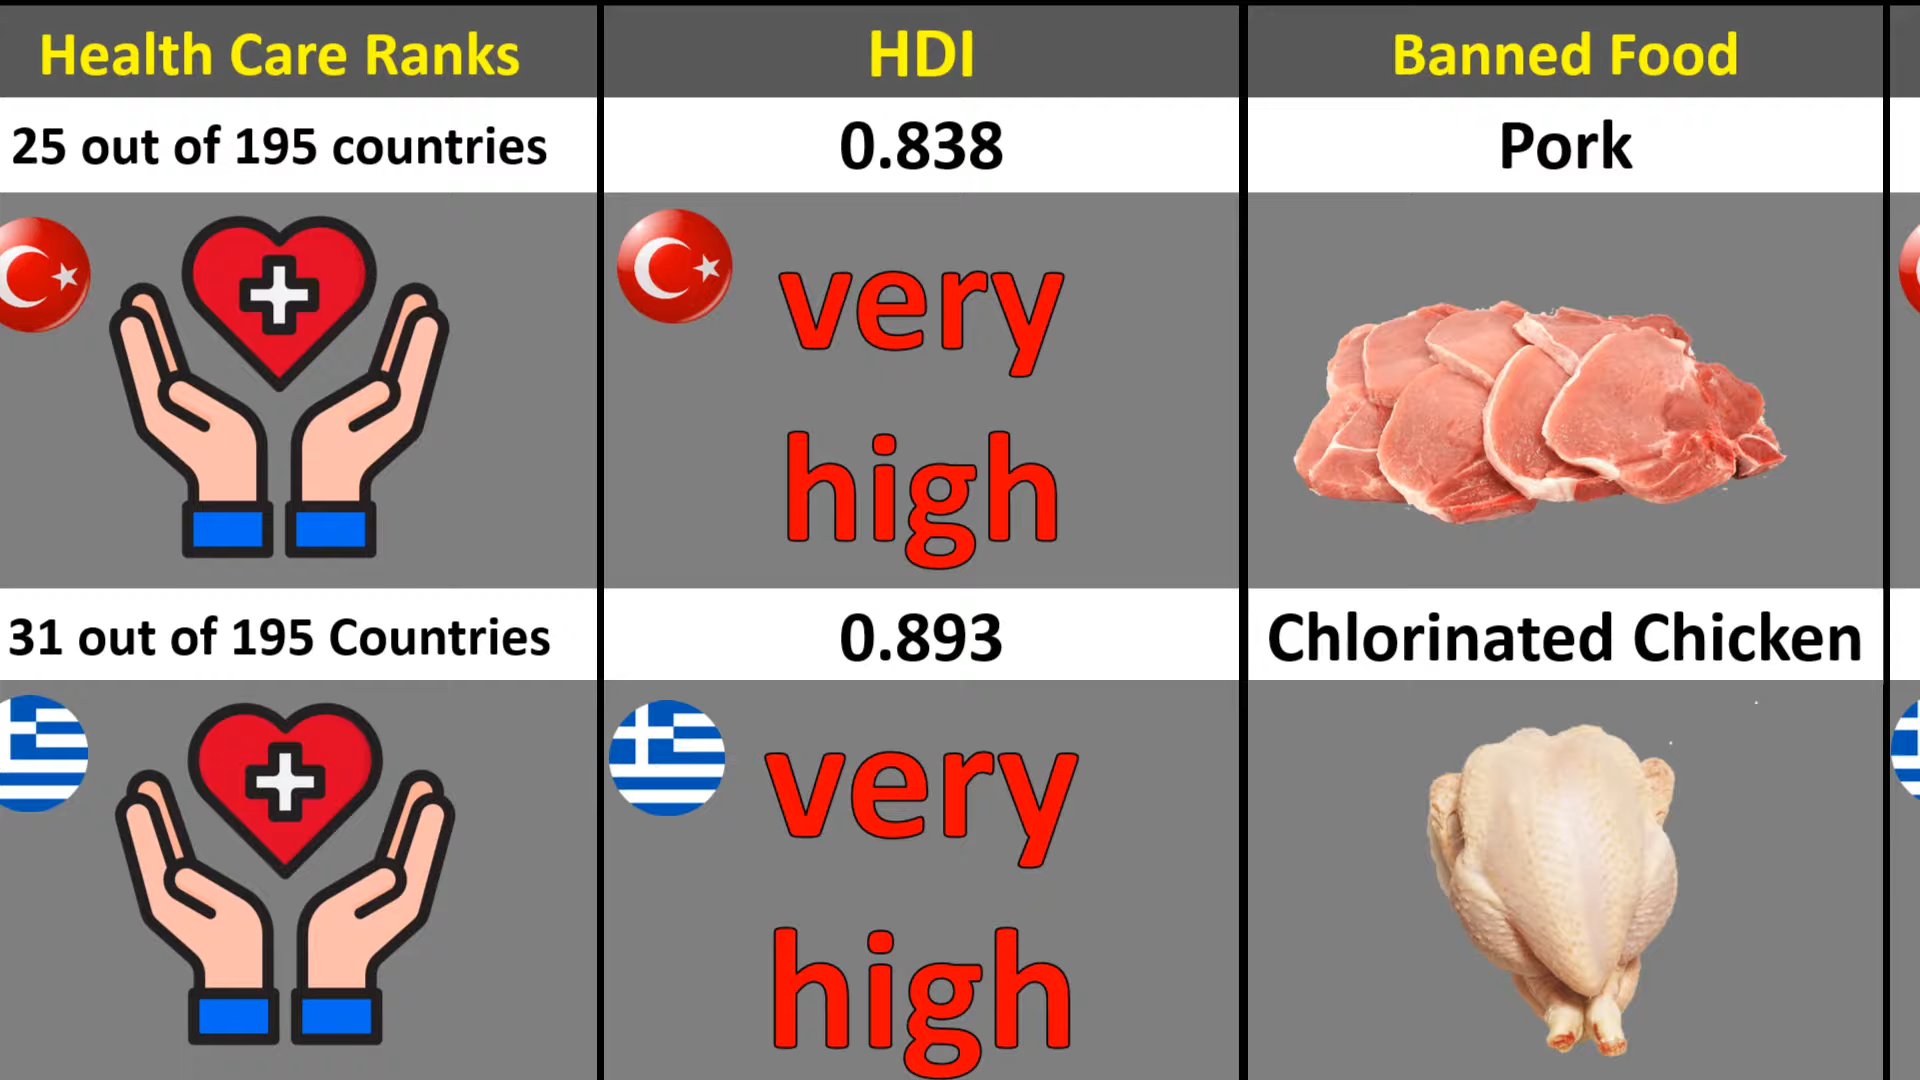 Health Care Ranks
HDI
Banned Food
25 out of 195 countries
0.838
Pork
very
high
31 out of 195 Countries
0.893
Chlorinated Chicken
very
high